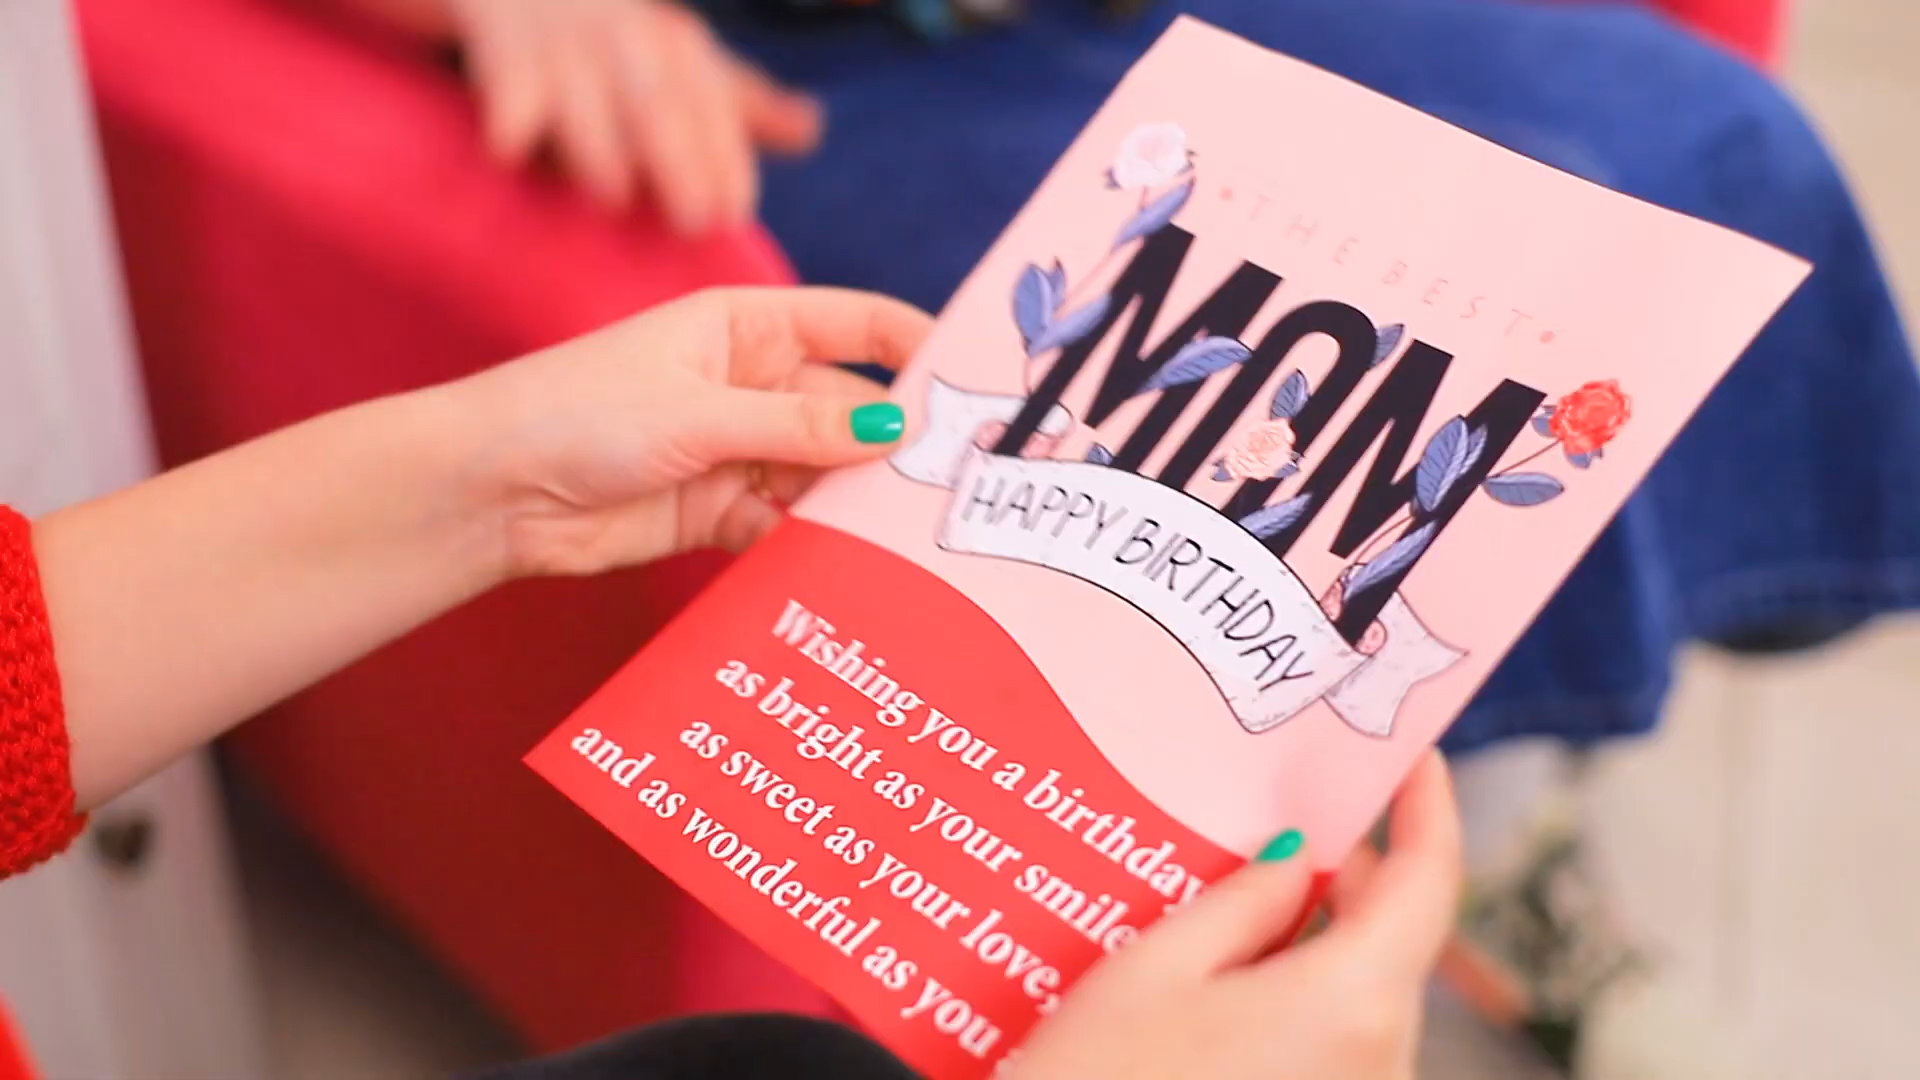 THE BEST
MOM
HAPPY BIRTHDAY
Wishing you a birthday
as bright as your smile
as sweet as your love,
and as wonderful as you